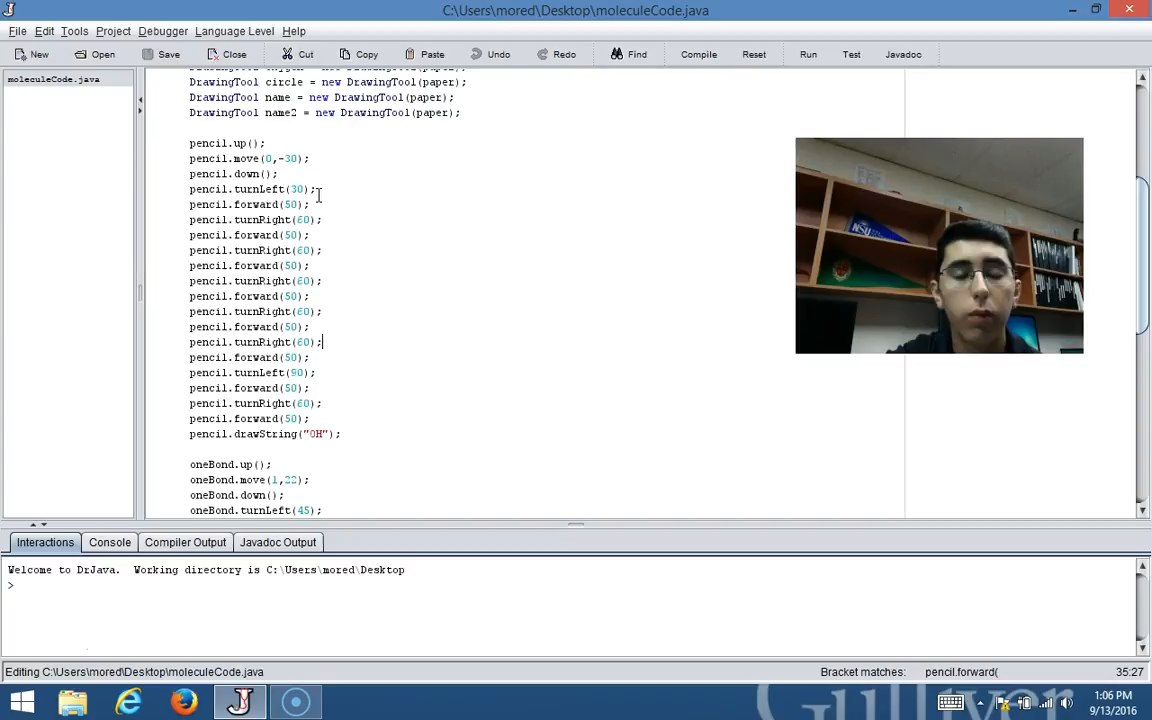 C:\Users\mored\Desktop\moleculeCode.java
File Edit Tools Project Debugger Language Level Help
New Open Save Close Cut Copy Paste Undo Redo Find Compile Reset Run Test Javadoc
moleculeCode.java
DrawingTool circle = new DrawingTool(paper);
DrawingTool name = new DrawingTool(paper);
DrawingTool name2 = new DrawingTool(paper);
pencil.up();
pencil.move(0,-30);
pencil.down();
pencil.turnLeft(30);
pencil.forward(50);
pencil.turnRight(60);
pencil.forward(50);
pencil.turnRight(60);
pencil.forward(50);
pencil.turnRight(60);
pencil.forward(50);
pencil.turnRight(60);
pencil.forward(50);
pencil.turnRight(60);
pencil.forward(50);
pencil.turnLeft(90);
pencil.forward(50);
pencil.turnRight(60);
pencil.forward(50);
pencil.drawString("OH");
oneBond.up();
oneBond.move(1,22);
oneBond.down();
oneBond.turnLeft(45);
NSU
Interactions Console Compiler Output Javadoc Output
Welcome to DrJava. Working directory is C:\Users\mored\Desktop
>
Editing C:\Users\mored\Desktop\moleculeCode.java Bracket matches: pencil.forward( 35:27
1:06 PM
9/13/2016